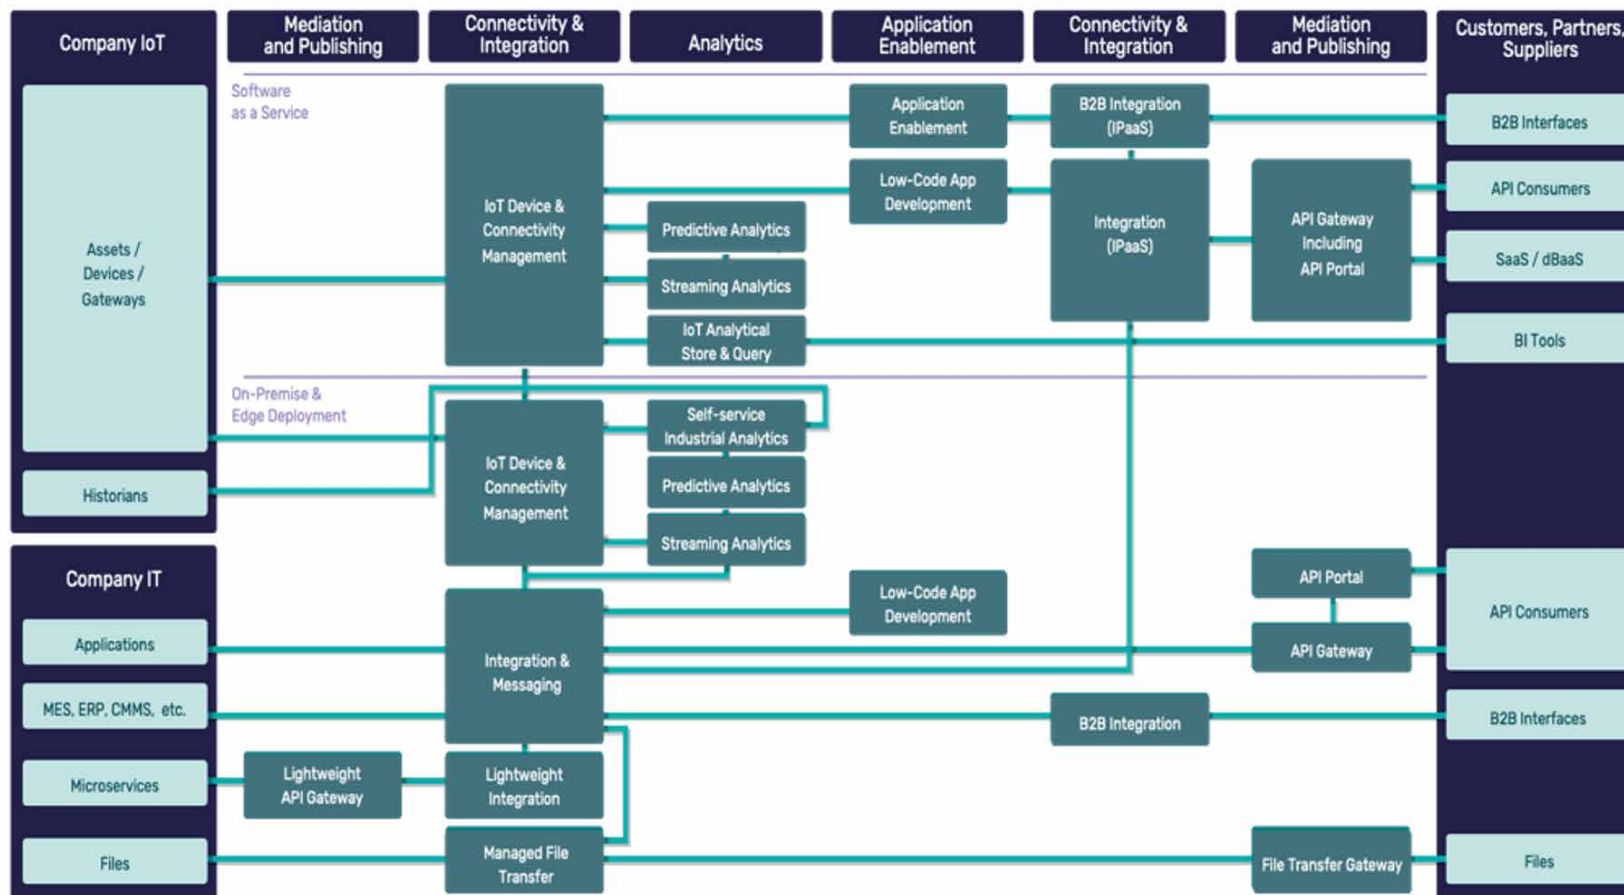 Company IoT
Mediation
and Publishing
Connectivity &
Integration
Analytics
Application
Enablement
Connectivity &
Integration
Mediation
and Publishing
Customers, Partners,
Suppliers
Software
as a Service
Assets /
Devices /
Gateways
IoT Device &
Connectivity
Management
Predictive Analytics
Streaming Analytics
IoT Analytical
Store & Query
Application
Enablement
Low-Code App
Development
B2B Integration
(IPaaS)
Integration
(IPaaS)
API Gateway
Including
API Portal
B2B Interfaces
API Consumers
SaaS / dBaaS
BI Tools
On-Premise &
Edge Deployment
Historians
IoT Device &
Connectivity
Management
Self-service
Industrial Analytics
Predictive Analytics
Streaming Analytics
Company IT
Applications
MES, ERP, CMMS, etc.
Microservices
Files
Lightweight
API Gateway
Integration &
Messaging
Lightweight
Integration
Managed File
Transfer
Low-Code App
Development
B2B Integration
API Portal
API Gateway
File Transfer Gateway
API Consumers
B2B Interfaces
Files